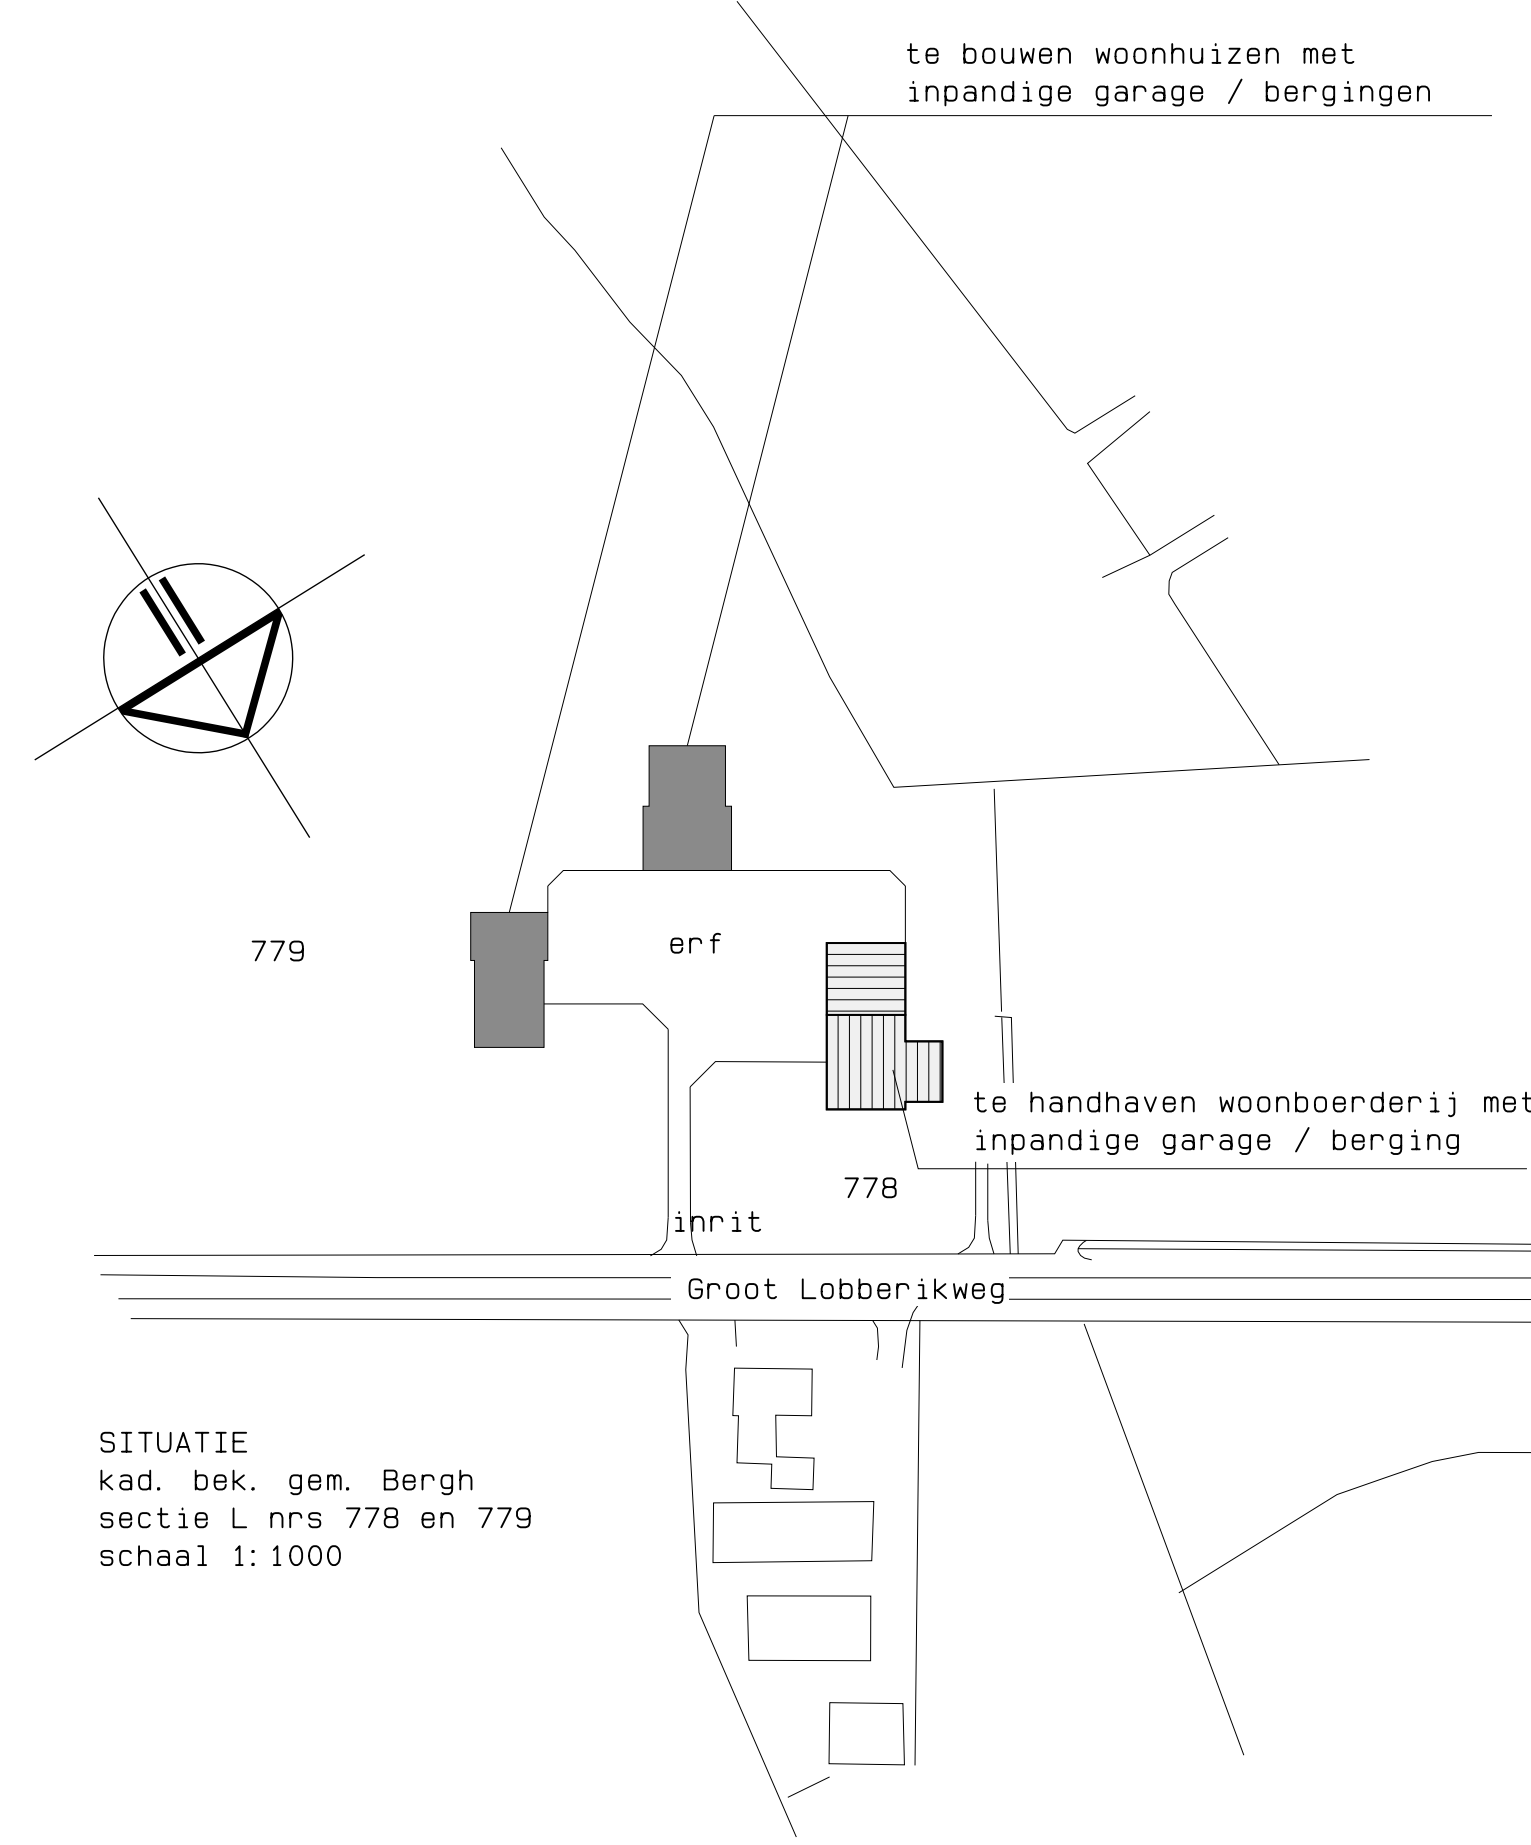 te bouwen woonhuizen met
inpandige garage / bergingen
779
erf
te handhaven woonboerderij met
inpandige garage / berging
778
inrit
Groot Lobberikweg
SITUATIE
kad. bek. gem. Bergh
sectie L nrs 778 en 779
schaal 1:1000